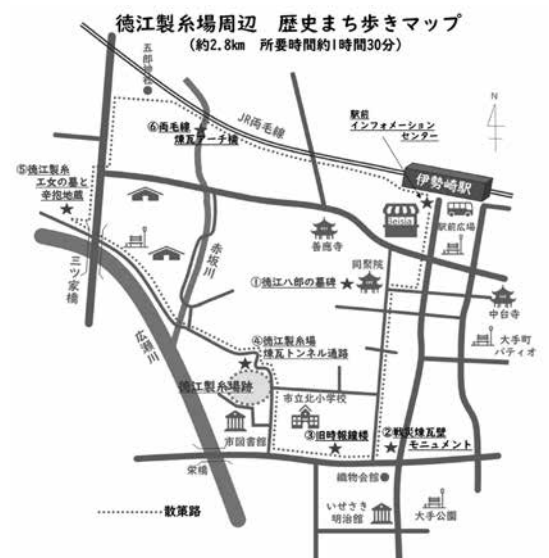 徳江製糸場周辺 歴史まち歩きマップ
(約2.8km 所要時間約1時間30分)
五郎神社
N
JR両毛線
⑥両毛線
煉瓦アーチ橋
駅前
インフォメーション
センター
伊勢崎駅
⑤徳江製糸
工女の墓と
辛抱地蔵
駅前広場
善應寺
同聚院
赤坂川
三ツ家橋
①徳江八郎の墓碑
中台寺
広瀬川
大手町
パティオ
④徳江製糸場
煉瓦トンネル通路
徳江製糸場跡
市立北小学校
③旧時報鐘楼
②戦災煉瓦壁
モニュメント
市図書館
栄橋
織物会館
散策路
いせさき
明治館
大手公園